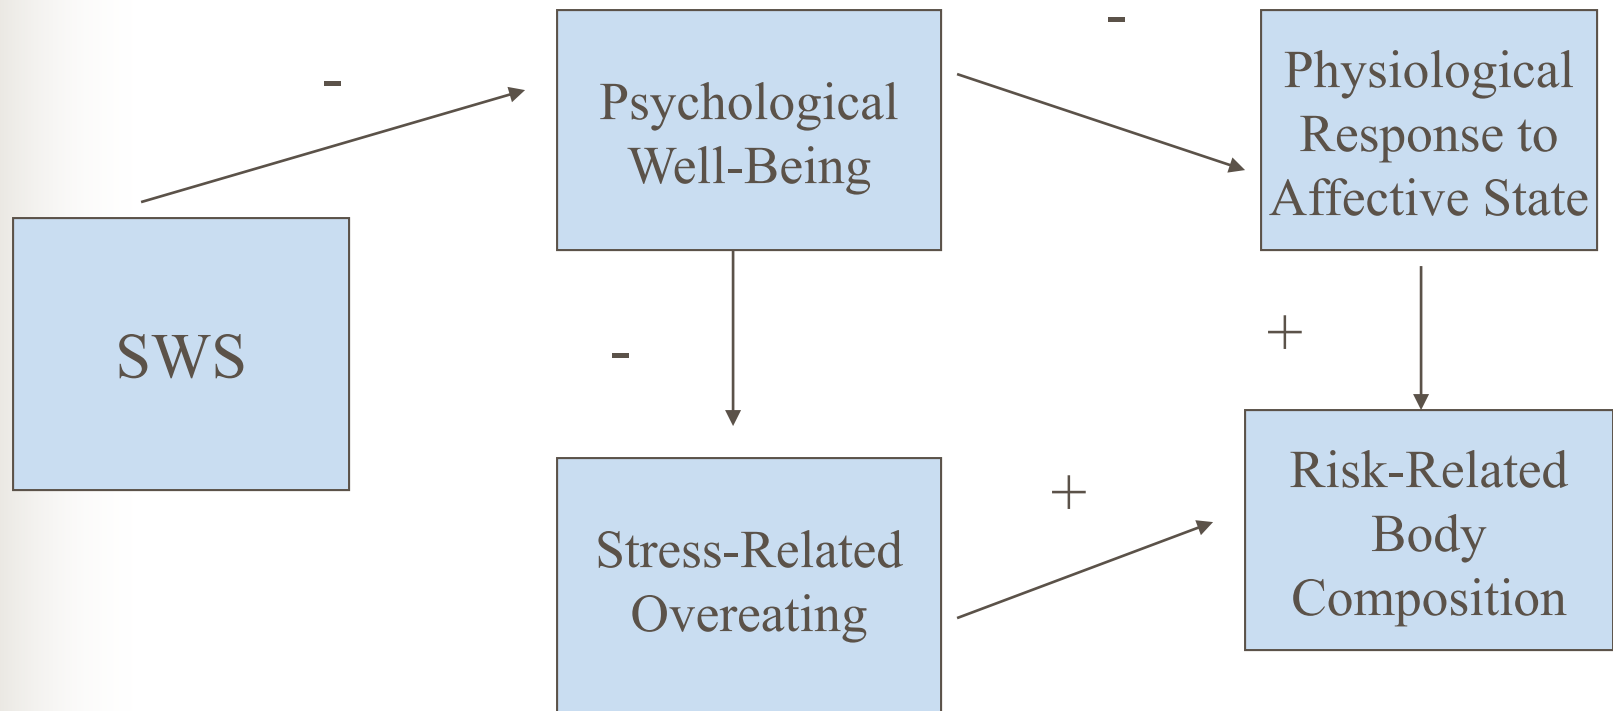 -
-
Psychological
Well-Being
Physiological
Response to
Affective State
SWS
-
+
Stress-Related
Overeating
+
Risk-Related
Body
Composition